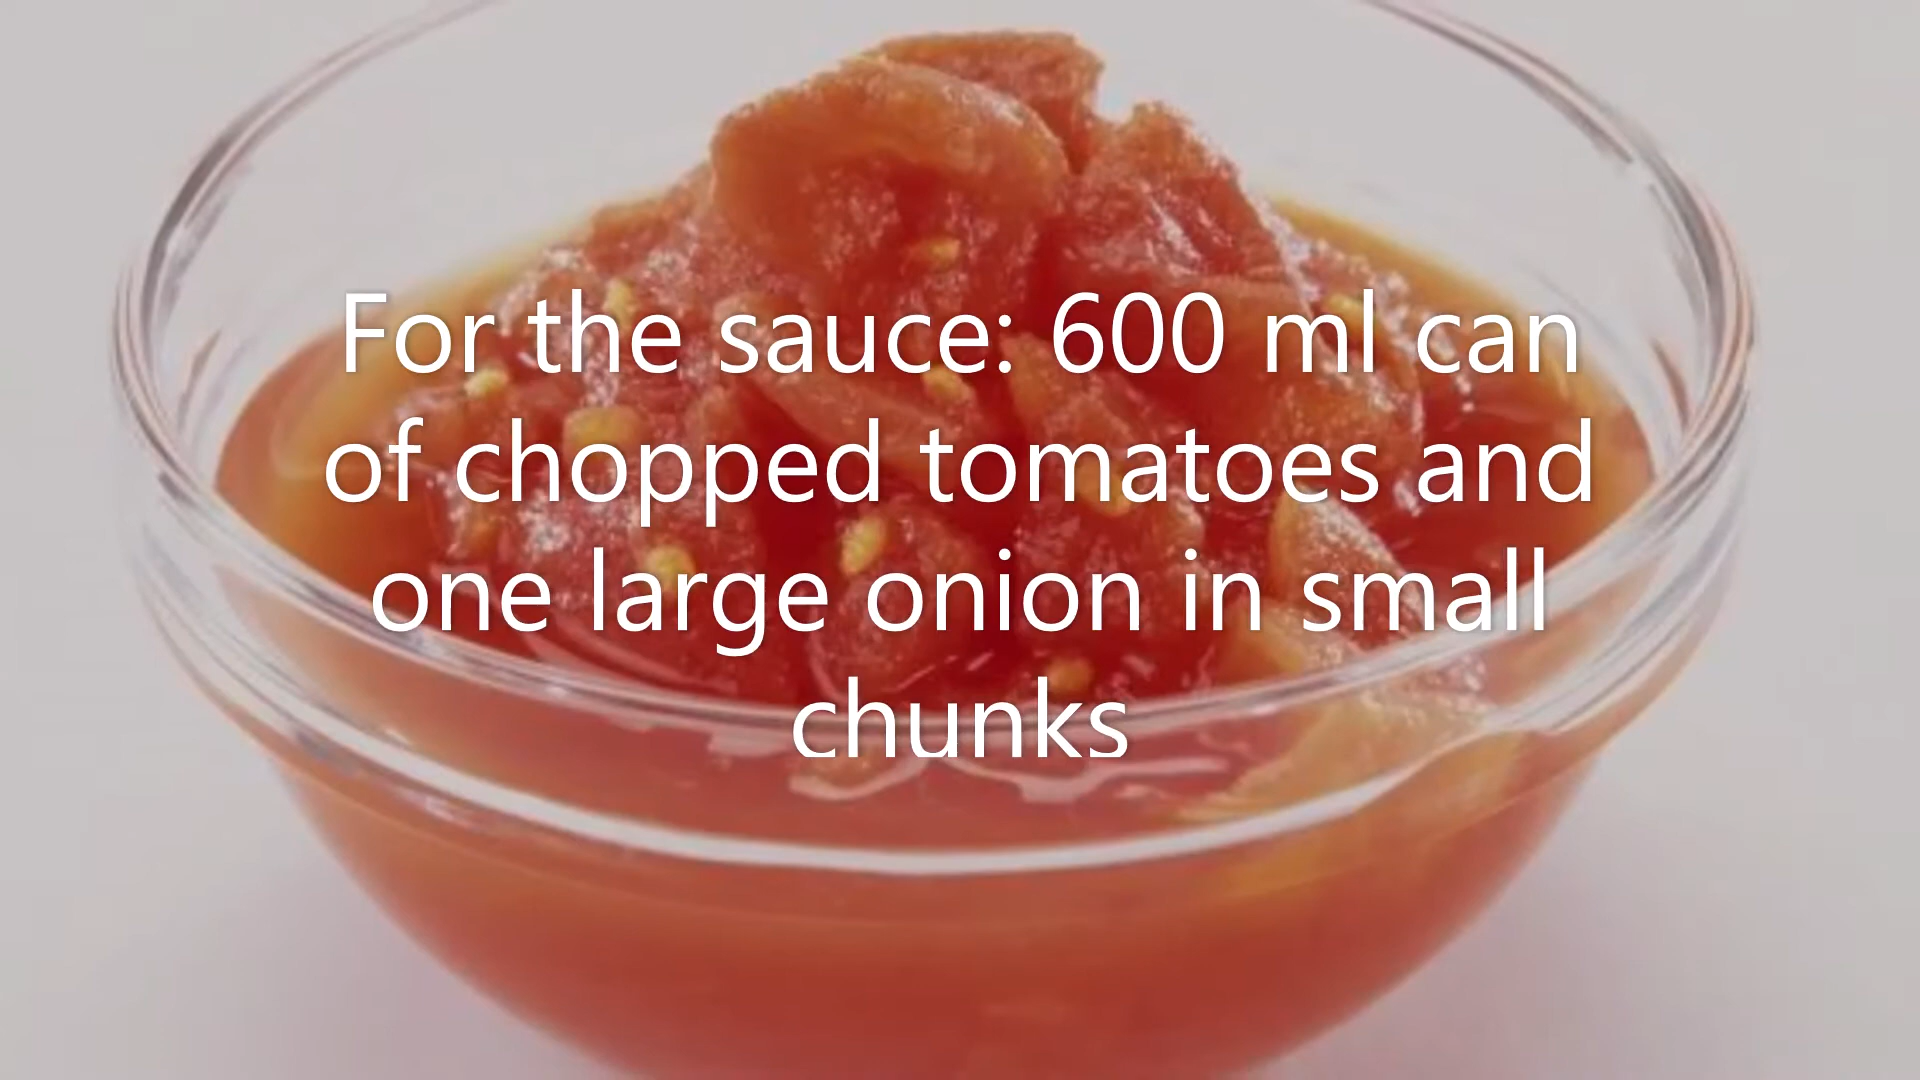 For the sauce: 600 ml can
of chopped tomatoes and
one large onion in small
chunks